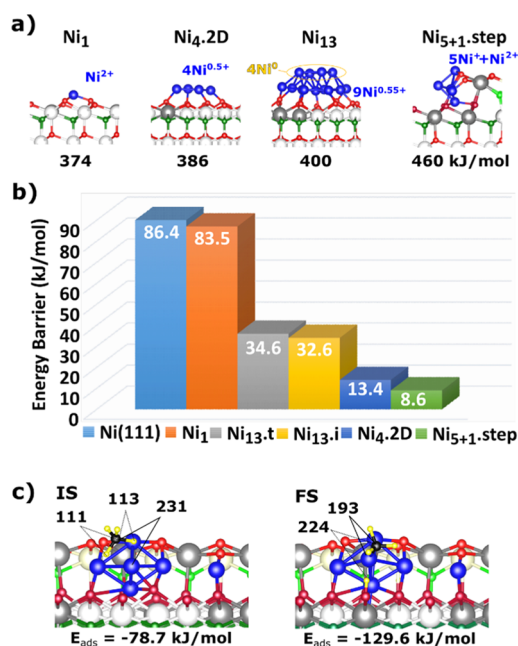 a)
Ni₁ Ni₄.2D Ni₁₃ Ni₅₊₁.step
Ni²⁺ 4Ni⁰·⁵⁺ 4Ni⁰ 9Ni⁰·⁵⁵⁺ 5Ni⁺+Ni²⁺
374 386 400 460 kJ/mol
b)
Energy Barrier (kJ/mol)
90
80
70
60
50
40
30
20
10
0
86.4 83.5 34.6 32.6 13.4 8.6
Ni(111) Ni₁ Ni₁₃.t Ni₁₃.i Ni₄.2D Ni₅₊₁.step
c)
IS 113 231
111
Eads = -78.7 kJ/mol
FS 193
224
Eads = -129.6 kJ/mol